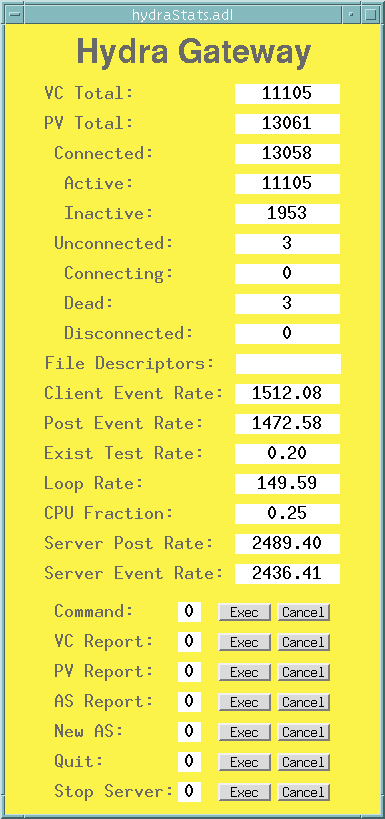 hydraStats.adl
Hydra Gateway
VC Total: 11105
PV Total: 13061
Connected: 13058
Active: 11105
Inactive: 1953
Unconnected: 3
Connecting: 0
Dead: 3
Disconnected: 0
File Descriptors:
Client Event Rate: 1512.08
Post Event Rate: 1472.58
Exist Test Rate: 0.20
Loop Rate: 149.59
CPU Fraction: 0.25
Server Post Rate: 2489.40
Server Event Rate: 2436.41
Command: 0 Exec Cancel
VC Report: 0 Exec Cancel
PV Report: 0 Exec Cancel
AS Report: 0 Exec Cancel
New AS: 0 Exec Cancel
Quit: 0 Exec Cancel
Stop Server: 0 Exec Cancel